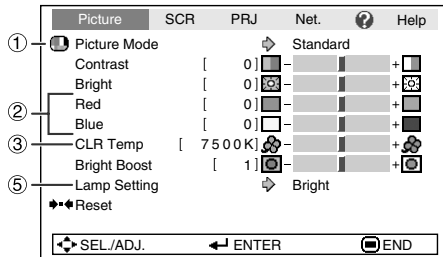 Picture SCR PRJ Net. ? Help
① Picture Mode Standard
Contrast [ 0] - +
Bright [ 0] - +
② Red [ 0] - +
Blue [ 0] - +
③ CLR Temp [ 7500K] - +
Bright Boost [ 1] - +
⑤ Lamp Setting Bright
Reset
SEL./ADJ. ENTER END